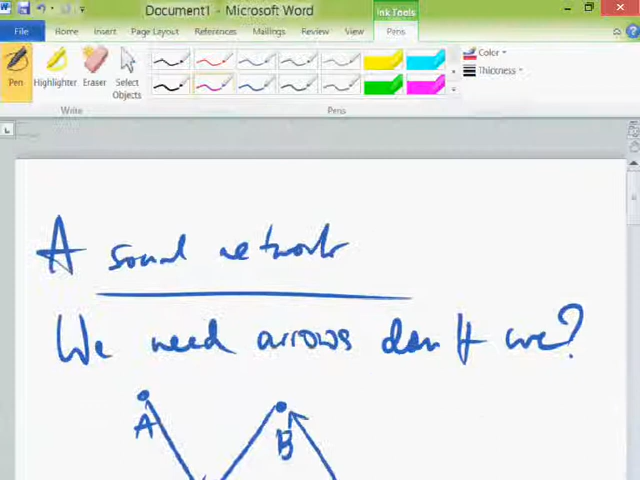 Document1 - Microsoft Word
Ink Tools
File Home Insert Page Layout References Mailings Review View Pens
Pen Highlighter Eraser Select Objects
Color
Thickness
Write Pens
A social network
We need arrows don't we?
A
B